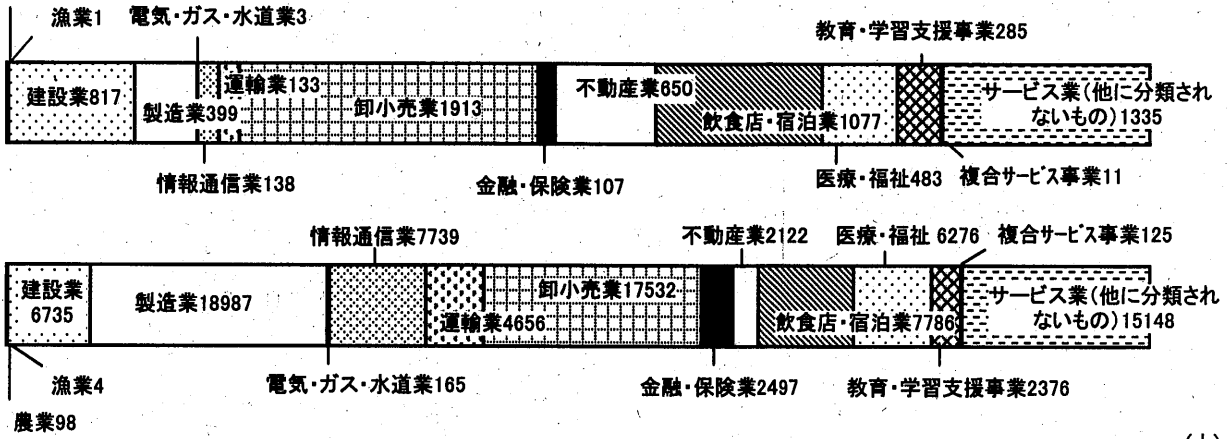 漁業1 電気・ガス・水道業3
教育・学習支援事業285
建設業817
製造業399
運輸業133
卸小売業1913
不動産業650
飲食店・宿泊業1077
サービス業(他に分類され
ないもの)1335
情報通信業138
金融・保険業107
医療・福祉483
複合サービス事業11
情報通信業7739
不動産業2122
医療・福祉 6276
複合サービス事業125
建設業
6735
製造業18987
運輸業4656
卸小売業17532
飲食店・宿泊業7786
サービス業(他に分類され
ないもの)15148
漁業4
電気・ガス・水道業165
金融・保険業2497
教育・学習支援事業2376
農業98